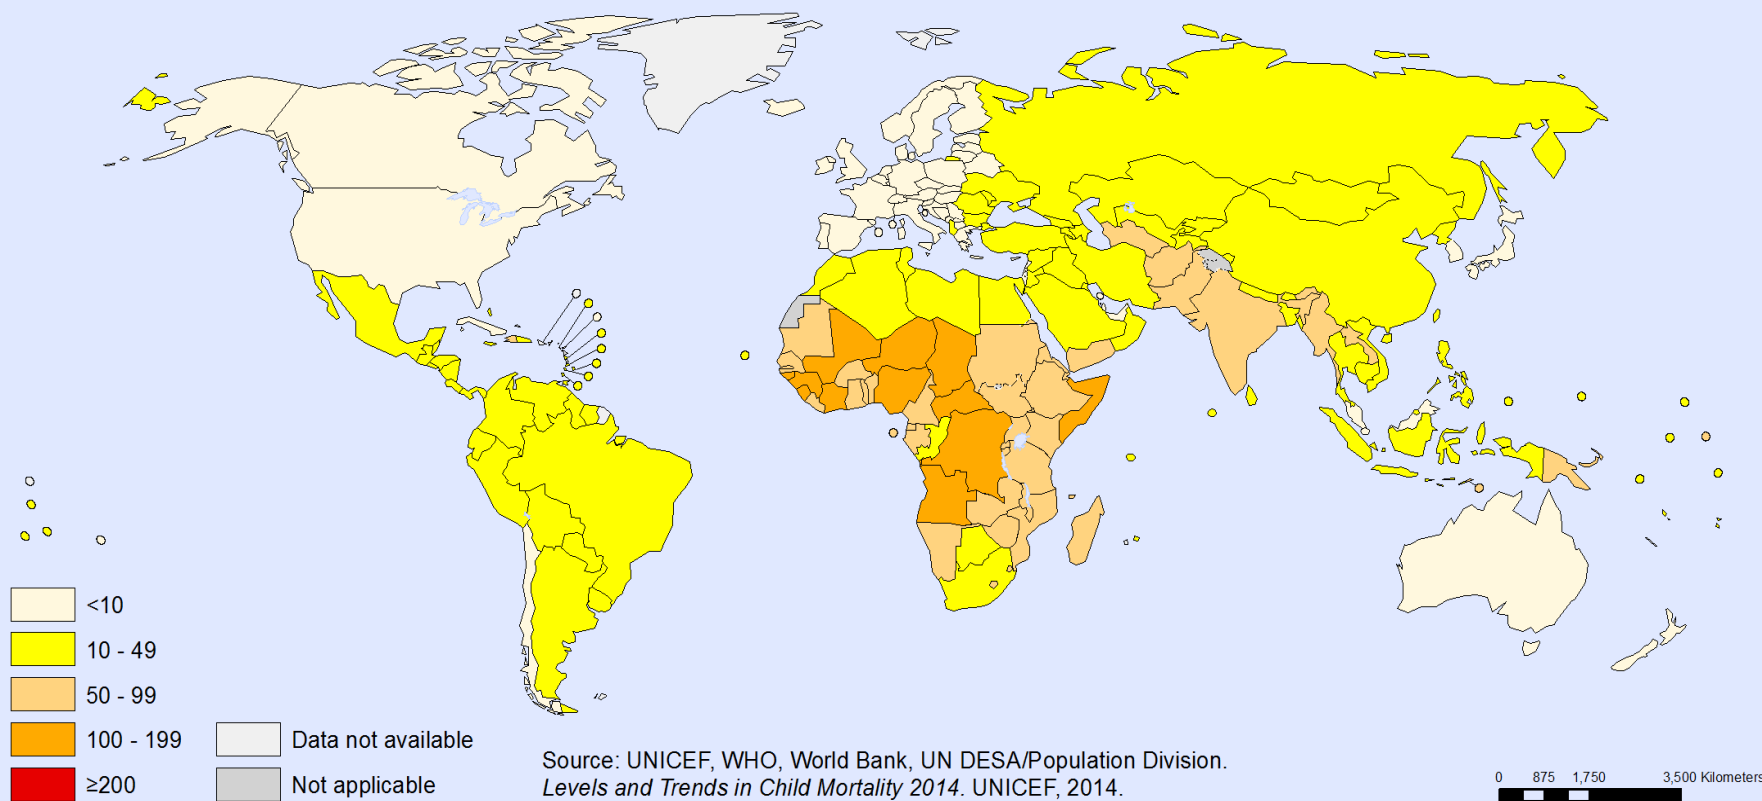 <10
10 - 49
50 - 99
100 - 199
≥200
Data not available
Not applicable
Source: UNICEF, WHO, World Bank, UN DESA/Population Division.
Levels and Trends in Child Mortality 2014. UNICEF, 2014.
0 875 1,750 3,500 Kilometers